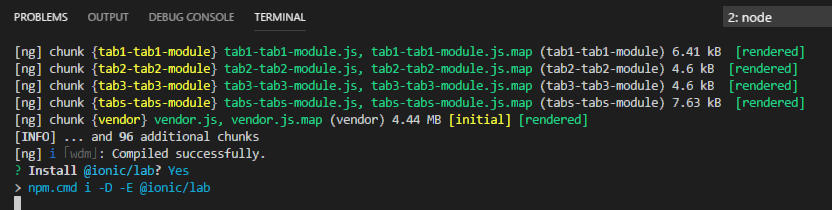 PROBLEMS OUTPUT DEBUG CONSOLE TERMINAL 2: node
[ng] chunk {tab1-tab1-module} tab1-tab1-module.js, tab1-tab1-module.js.map (tab1-tab1-module) 6.41 kB  [rendered]
[ng] chunk {tab2-tab2-module} tab2-tab2-module.js, tab2-tab2-module.js.map (tab2-tab2-module) 4.6 kB  [rendered]
[ng] chunk {tab3-tab3-module} tab3-tab3-module.js, tab3-tab3-module.js.map (tab3-tab3-module) 4.6 kB  [rendered]
[ng] chunk {tabs-tabs-module} tabs-tabs-module.js, tabs-tabs-module.js.map (tabs-tabs-module) 7.63 kB  [rendered]
[ng] chunk {vendor} vendor.js, vendor.js.map (vendor) 4.44 MB [initial] [rendered]
[INFO] ... and 96 additional chunks
[ng] i ｢wdm｣: Compiled successfully.
? Install @ionic/lab? Yes
> npm.cmd i -D -E @ionic/lab